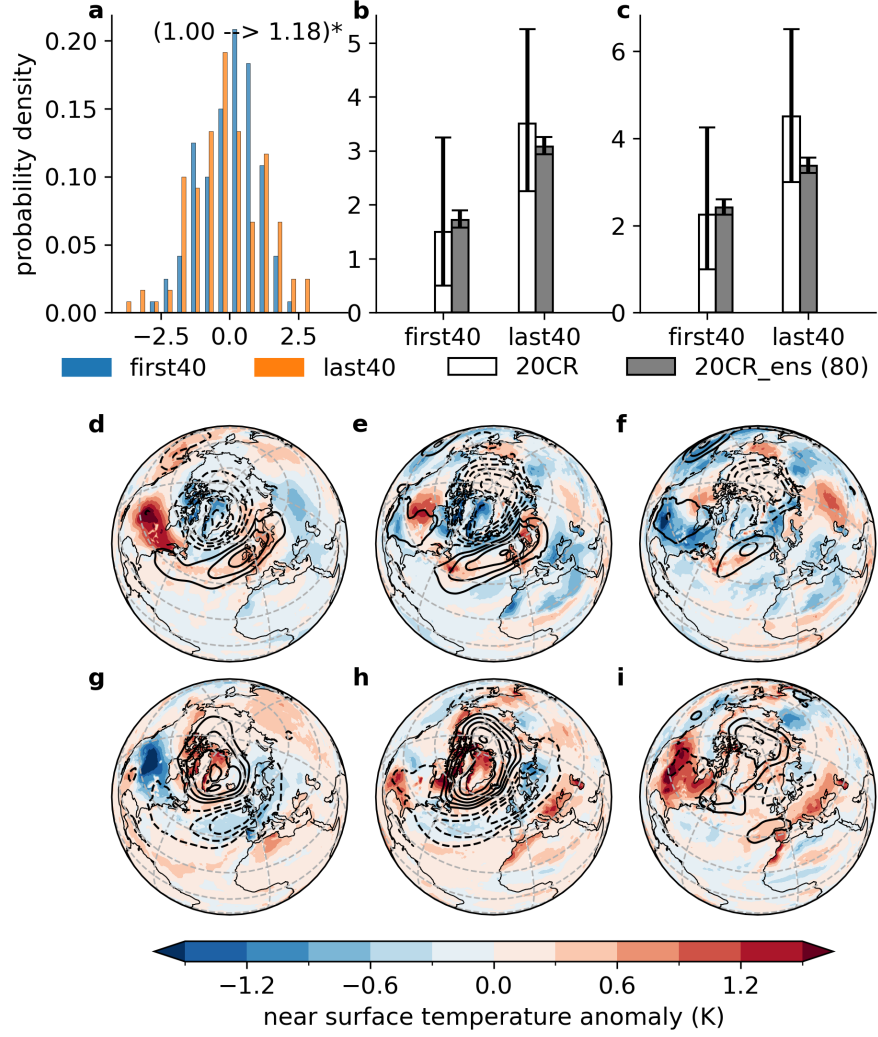 a
b
c
(1.00 --> 1.18)*
probability density
0.20
0.15
0.10
0.05
0.00
−2.5 0.0 2.5
5
4
3
2
1
0
first40 last40
6
4
2
0
first40 last40
first40 last40 20CR 20CR_ens (80)
d
e
f
g
h
i
−1.2 −0.6 0.0 0.6 1.2
near surface temperature anomaly (K)